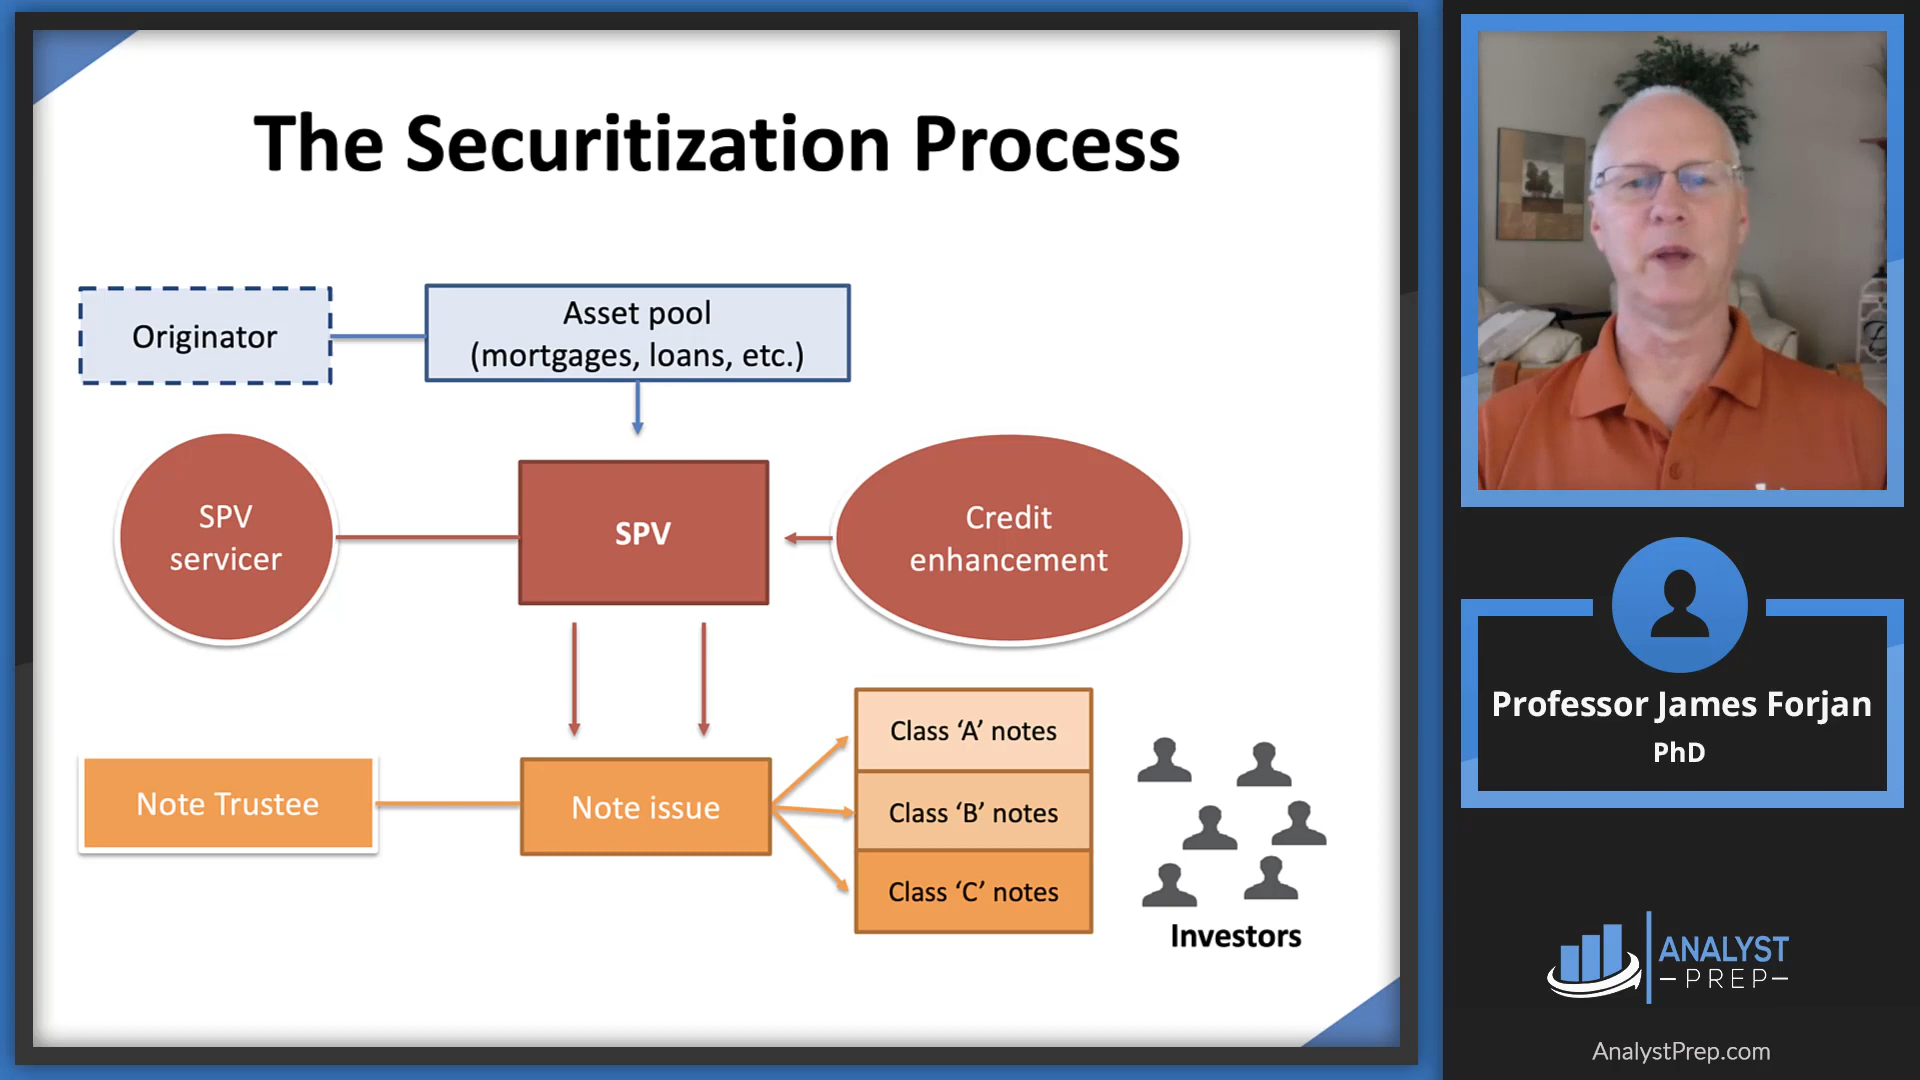 The Securitization Process
Originator
Asset pool
(mortgages, loans, etc.)
SPV
servicer
SPV
Credit
enhancement
Note Trustee
Note issue
Class ‘A’ notes
Class ‘B’ notes
Class ‘C’ notes
Investors
Professor James Forjan
PhD
ANALYST
PREP
AnalystPrep.com